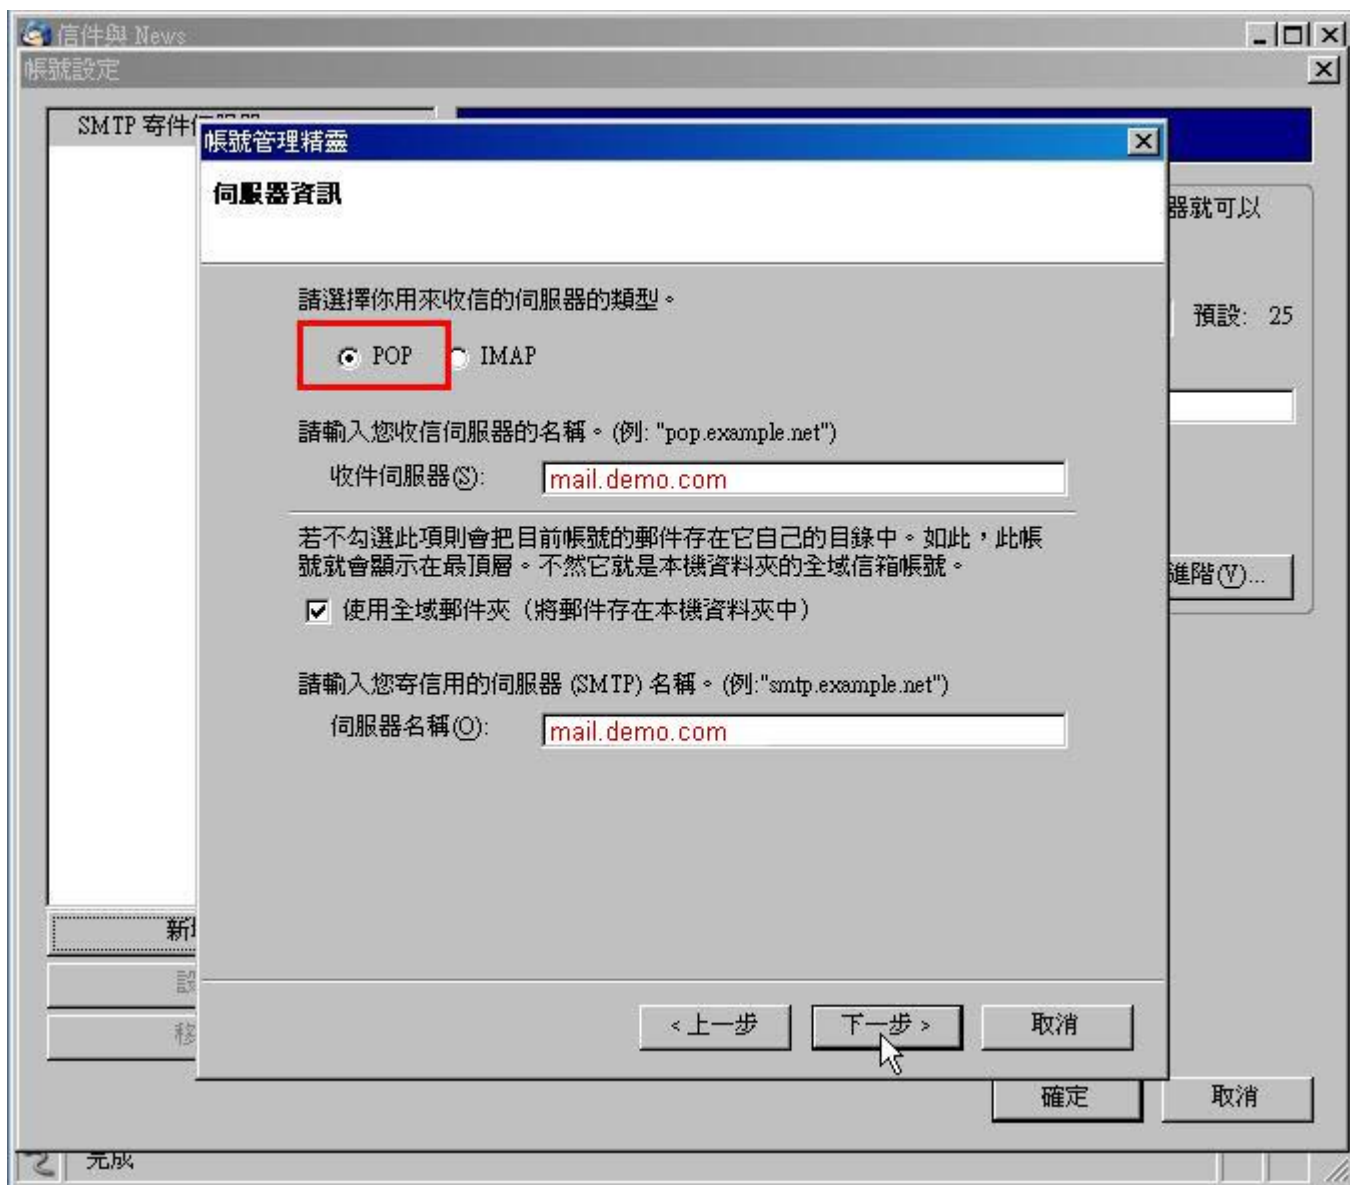 信件與 News
帳號設定
SMTP 寄件
帳號管理精靈
伺服器資訊
器就可以
請選擇你用來收信的伺服器的類型。
預設: 25
POP
IMAP
請輸入您收信伺服器的名稱。(例: "pop.example.net")
收件伺服器(S):
mail.demo.com
若不勾選此項則會把目前帳號的郵件存在它自己的目錄中。如此，此帳
號就會顯示在最頂層。不然它就是本機資料夾的全域信箱帳號。
進階(V)...
使用全域郵件夾（將郵件存在本機資料夾中）
請輸入您寄信用的伺服器 (SMTP) 名稱。(例:"smtp.example.net")
伺服器名稱(O):
mail.demo.com
新
設
移
<上一步
下一步 >
取消
確定
取消
完成